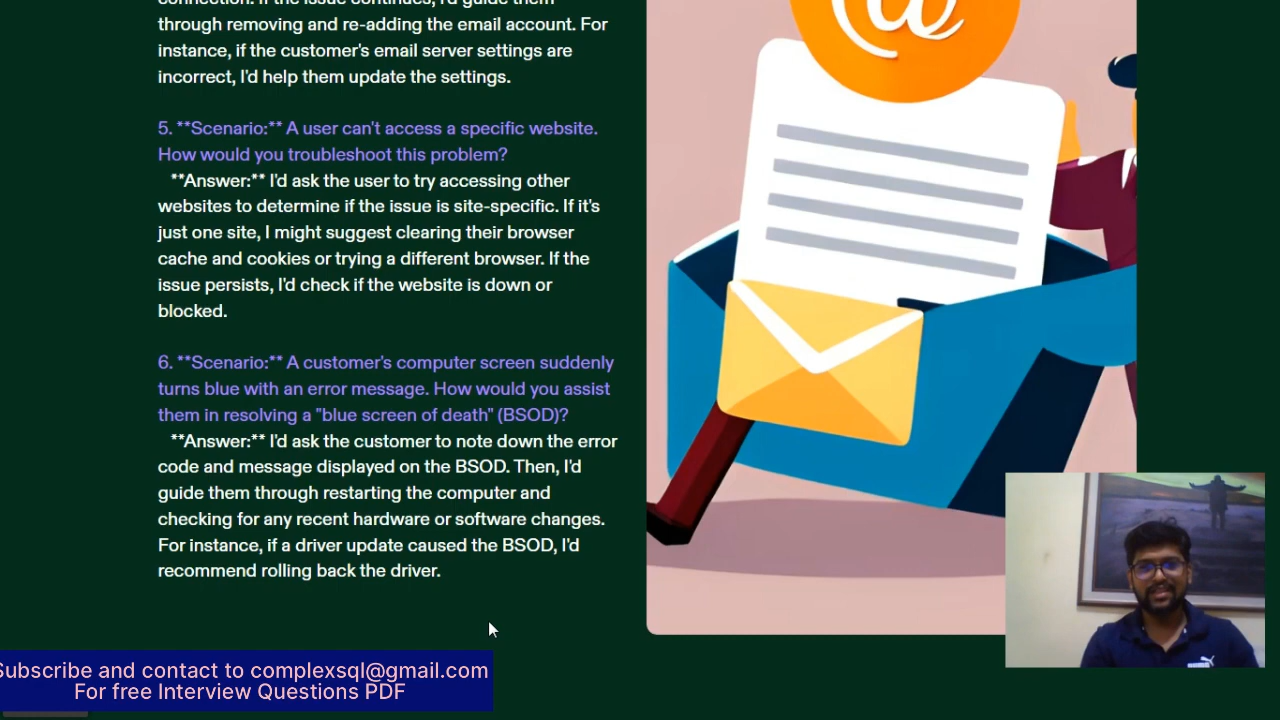 connection. If the issue continues, I'd guide them
through removing and re-adding the email account. For
instance, if the customer's email server settings are
incorrect, I'd help them update the settings.
5. **Scenario:** A user can't access a specific website.
How would you troubleshoot this problem?
**Answer:** I'd ask the user to try accessing other
websites to determine if the issue is site-specific. If it's
just one site, I might suggest clearing their browser
cache and cookies or trying a different browser. If the
issue persists, I'd check if the website is down or
blocked.
6. **Scenario:** A customer's computer screen suddenly
turns blue with an error message. How would you assist
them in resolving a "blue screen of death" (BSOD)?
**Answer:** I'd ask the customer to note down the error
code and message displayed on the BSOD. Then, I'd
guide them through restarting the computer and
checking for any recent hardware or software changes.
For instance, if a driver update caused the BSOD, I'd
recommend rolling back the driver.
@
Subscribe and contact to complexsql@gmail.com
For free Interview Questions PDF